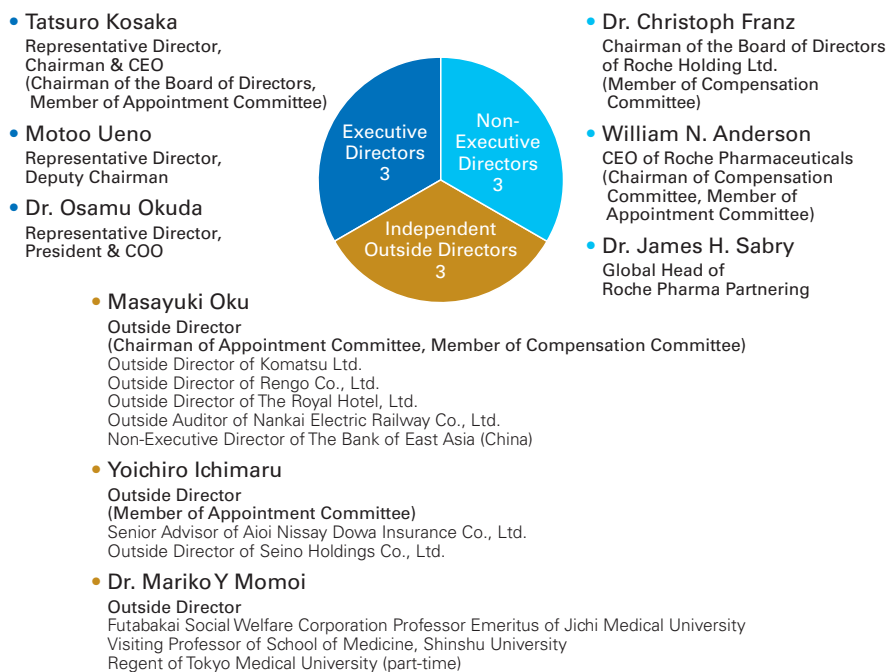 • Tatsuro Kosaka
Representative Director,
Chairman & CEO
(Chairman of the Board of Directors,
Member of Appointment Committee)
• Motoo Ueno
Representative Director,
Deputy Chairman
• Dr. Osamu Okuda
Representative Director,
President & COO
Executive
Directors
3
Non-
Executive
Directors
3
Independent
Outside Directors
3
• Dr. Christoph Franz
Chairman of the Board of Directors
of Roche Holding Ltd.
(Member of Compensation
Committee)
• William N. Anderson
CEO of Roche Pharmaceuticals
(Chairman of Compensation
Committee, Member of
Appointment Committee)
• Dr. James H. Sabry
Global Head of
Roche Pharma Partnering
• Masayuki Oku
Outside Director
(Chairman of Appointment Committee, Member of Compensation Committee)
Outside Director of Komatsu Ltd.
Outside Director of Rengo Co., Ltd.
Outside Director of The Royal Hotel, Ltd.
Outside Auditor of Nankai Electric Railway Co., Ltd.
Non-Executive Director of The Bank of East Asia (China)
• Yoichiro Ichimaru
Outside Director
(Member of Appointment Committee)
Senior Advisor of Aioi Nissay Dowa Insurance Co., Ltd.
Outside Director of Seino Holdings Co., Ltd.
• Dr. Mariko Y Momoi
Outside Director
Futabakai Social Welfare Corporation Professor Emeritus of Jichi Medical University
Visiting Professor of School of Medicine, Shinshu University
Regent of Tokyo Medical University (part-time)